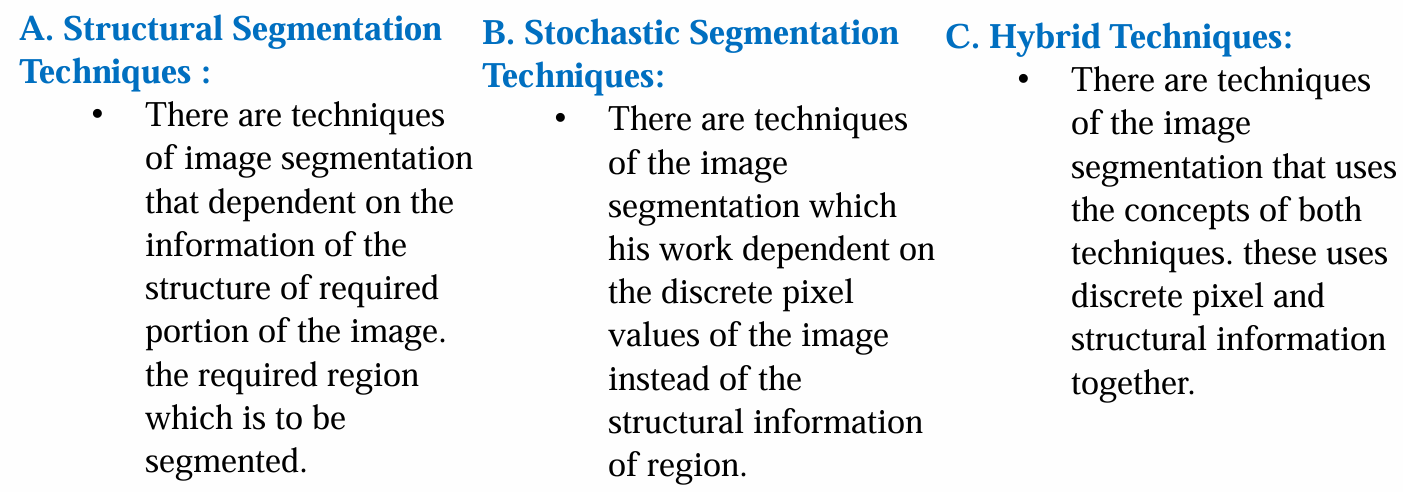 A. Structural Segmentation
Techniques :
• There are techniques
of image segmentation
that dependent on the
information of the
structure of required
portion of the image.
the required region
which is to be
segmented.
B. Stochastic Segmentation
Techniques:
• There are techniques
of the image
segmentation which
his work dependent on
the discrete pixel
values of the image
instead of the
structural information
of region.
C. Hybrid Techniques:
• There are techniques
of the image
segmentation that uses
the concepts of both
techniques. these uses
discrete pixel and
structural information
together.